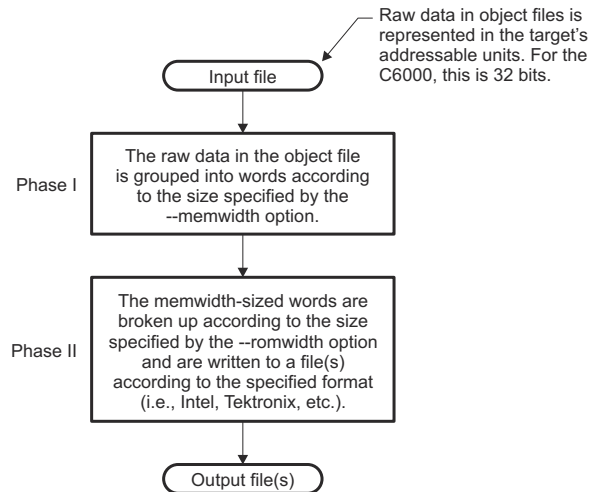 Raw data in object files is
represented in the target's
addressable units. For the
C6000, this is 32 bits.
Input file
Phase I
The raw data in the object file
is grouped into words according
to the size specified by the
--memwidth option.
Phase II
The memwidth-sized words are
broken up according to the size
specified by the --romwidth option
and are written to a file(s)
according to the specified format
(i.e., Intel, Tektronix, etc.).
Output file(s)